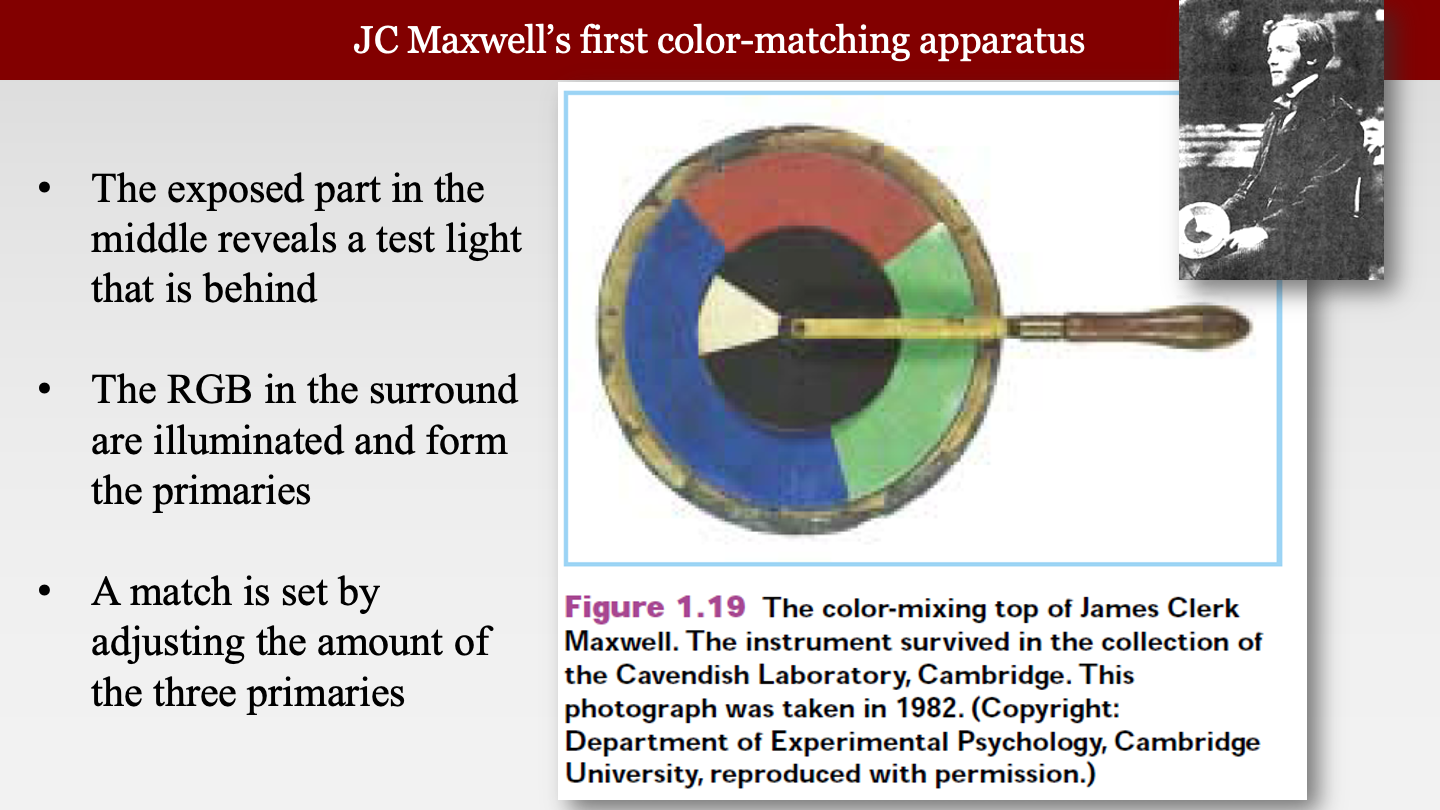 JC Maxwell’s first color-matching apparatus
• The exposed part in the
middle reveals a test light
that is behind
• The RGB in the surround
are illuminated and form
the primaries
• A match is set by
adjusting the amount of
the three primaries
Figure 1.19 The color-mixing top of James Clerk
Maxwell. The instrument survived in the collection of
the Cavendish Laboratory, Cambridge. This
photograph was taken in 1982. (Copyright:
Department of Experimental Psychology, Cambridge
University, reproduced with permission.)